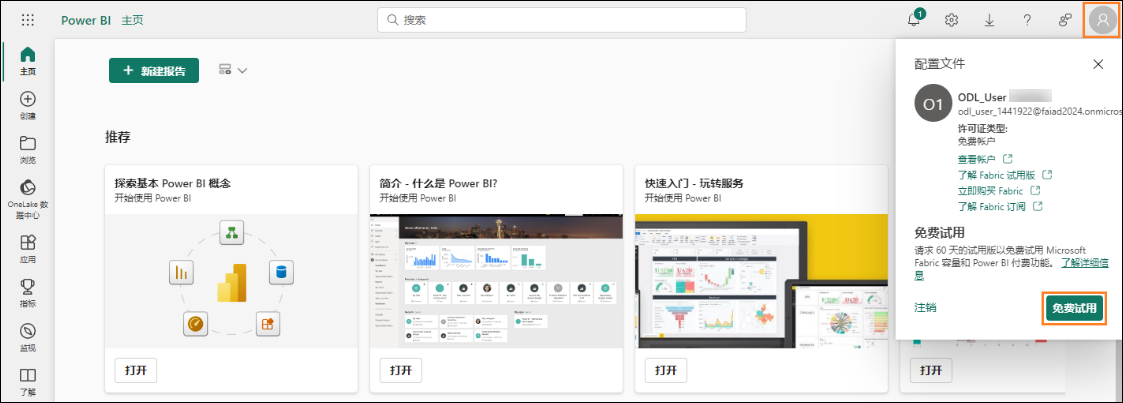 Power BI 主页
搜索
1
主页
创建
浏览
OneLake 数
据中心
应用
指标
监视
了解
新建报告
推荐
探索基本 Power BI 概念
开始使用 Power BI
打开
简介 - 什么是 Power BI?
开始使用 Power BI
打开
快速入门 - 玩转服务
开始使用 Power BI
打开
打开
配置文件
O1
ODL_User
odl_user_1441922@faiad2024.onmicros
许可证类型:
免费帐户
查看帐户
了解 Fabric 试用版
立即购买 Fabric
了解 Fabric 订阅
免费试用
请求 60 天的试用版以免费试用 Microsoft
Fabric 容量和 Power BI 付费功能。 了解详细信
息
注销
免费试用